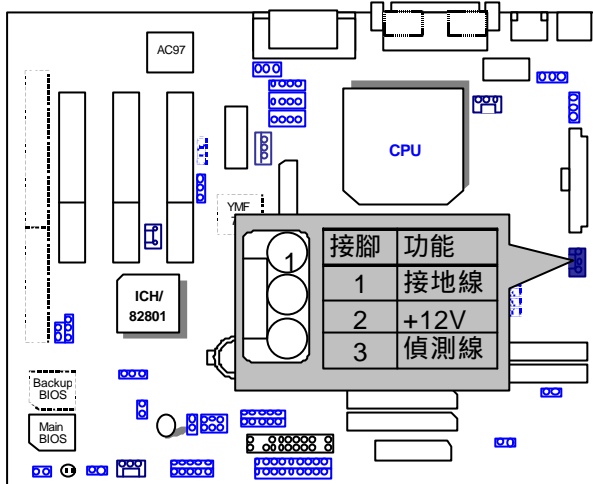 AC97
CPU
YMF
1
接腳 功能
1 接地線
2 +12V
3 偵測線
ICH/
82801
Backup
BIOS
Main
BIOS